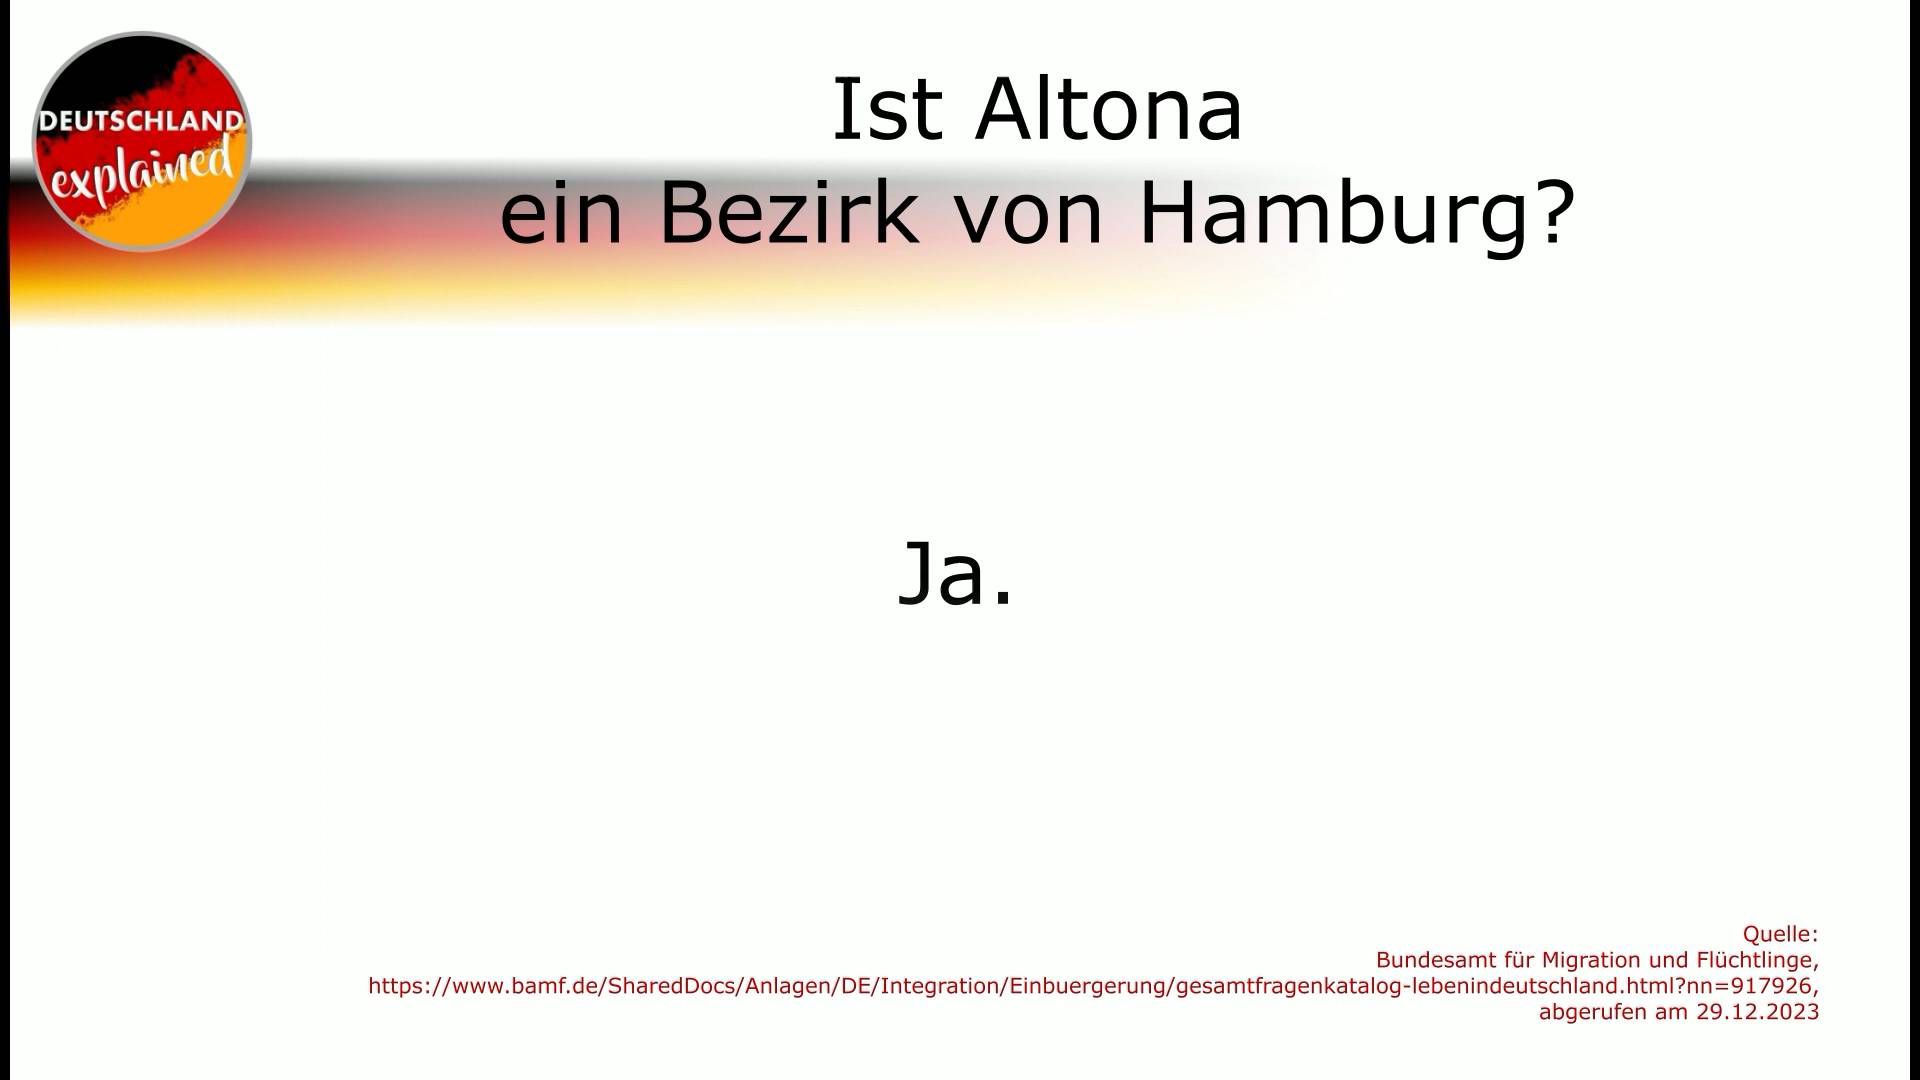 DEUTSCHLAND
explained
Ist Altona
ein Bezirk von Hamburg?
Ja.
Quelle:
Bundesamt für Migration und Flüchtlinge,
https://www.bamf.de/SharedDocs/Anlagen/DE/Integration/Einbuergerung/gesamtfragenkatalog-lebenindeutschland.html?nn=917926,
abgerufen am 29.12.2023